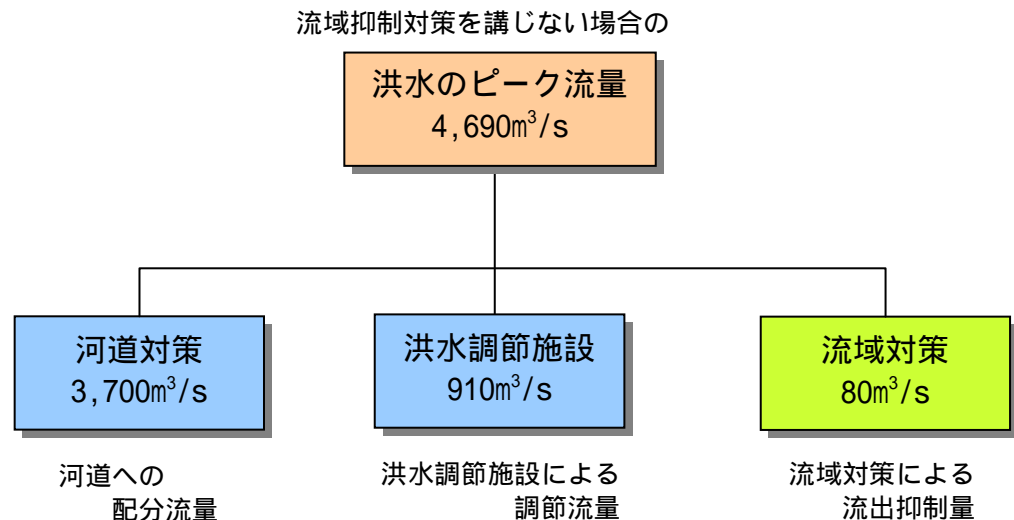 流域抑制対策を講じない場合の
洪水のピーク流量
4,690m³/s
河道対策
3,700m³/s
洪水調節施設
910m³/s
流域対策
80m³/s
河道への
配分流量
洪水調節施設による
調節流量
流域対策による
流出抑制量